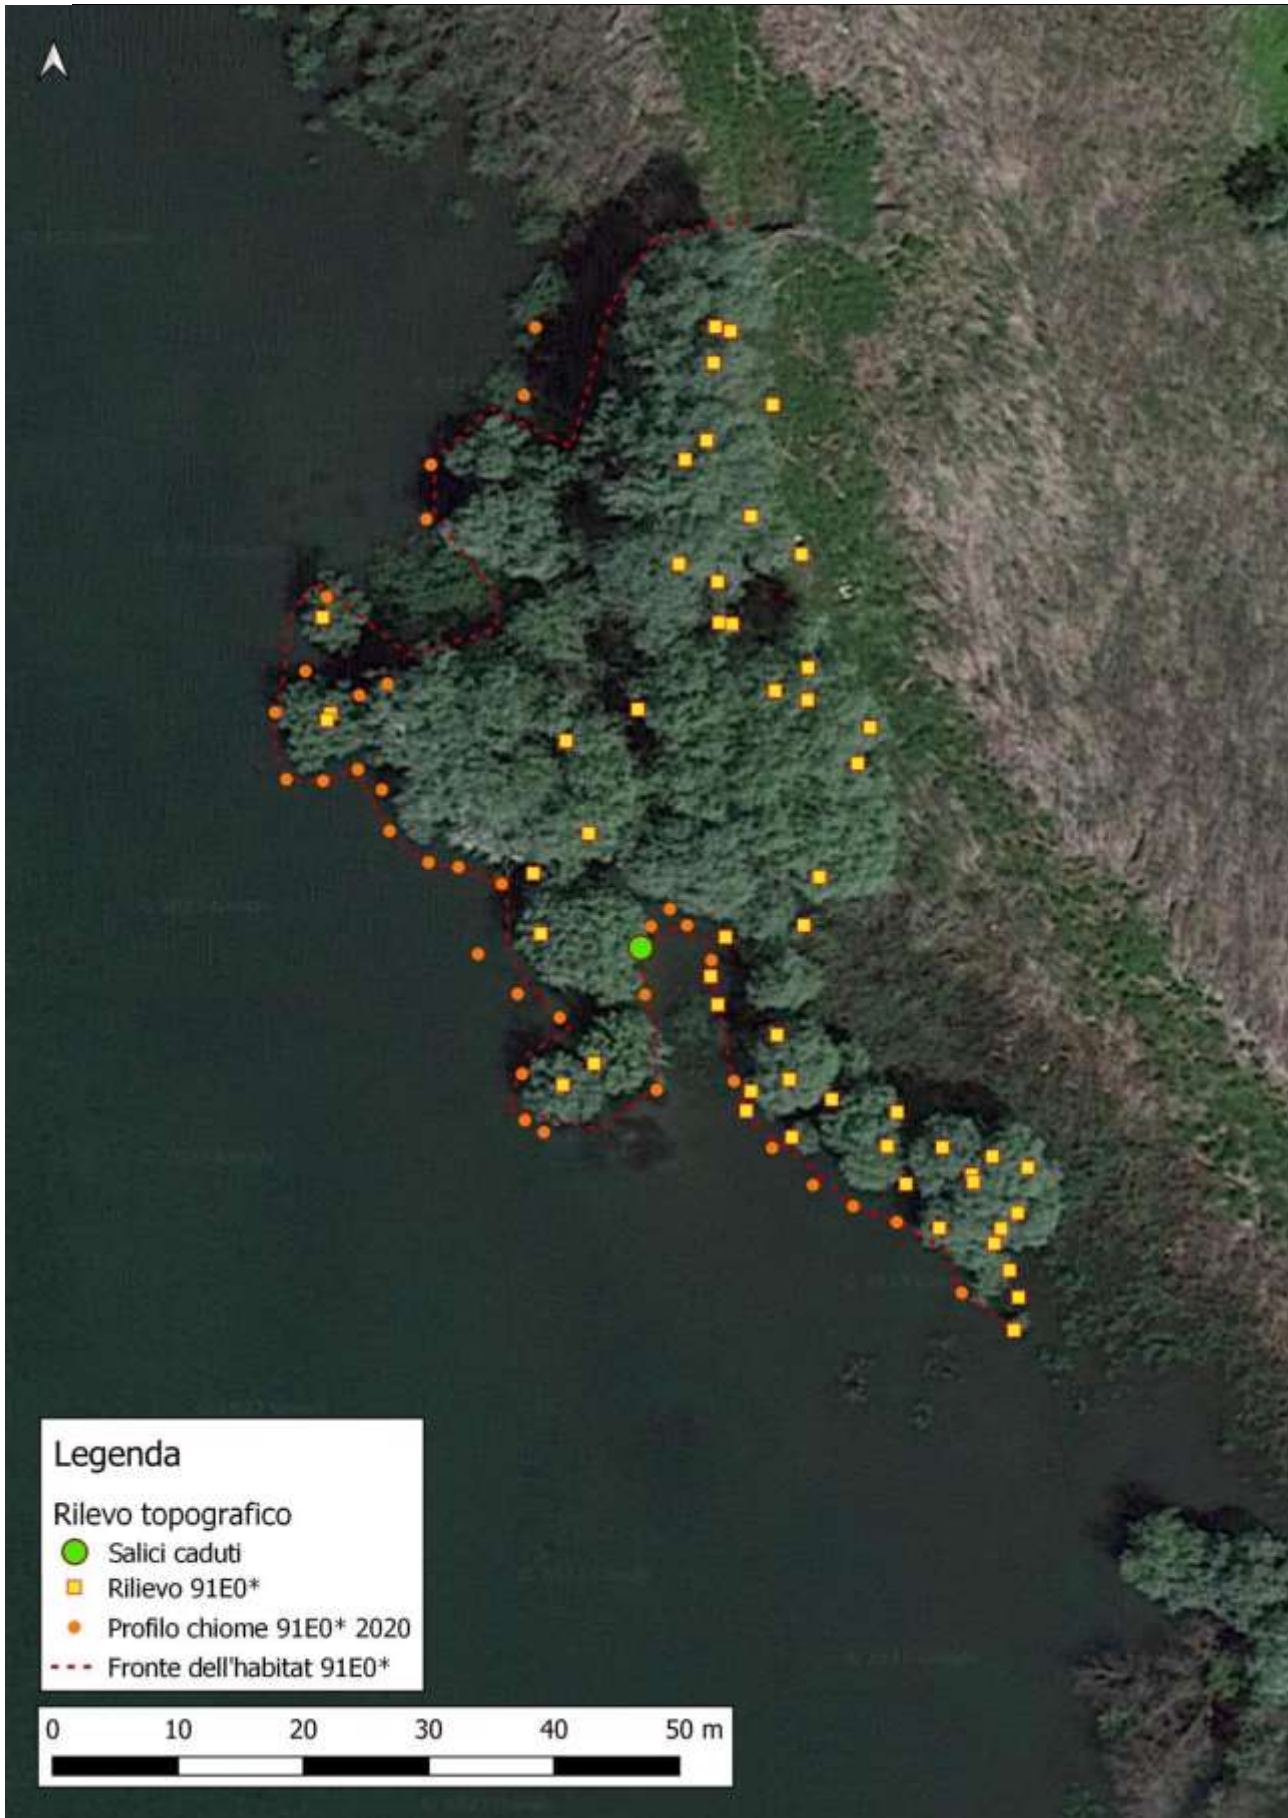 Legenda
Rilevo topografico
Salici caduti
Rilievo 91E0*
Profilo chiome 91E0* 2020
Fronte dell'habitat 91E0*
0 10 20 30 40 50 m